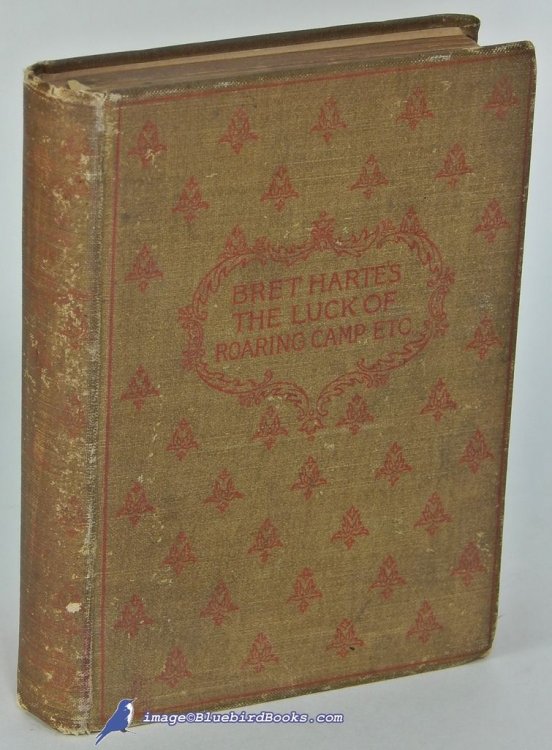 BRET HARTE'S
THE LUCK OF
ROARING CAMP, ETC.
image©BluebirdBooks.com